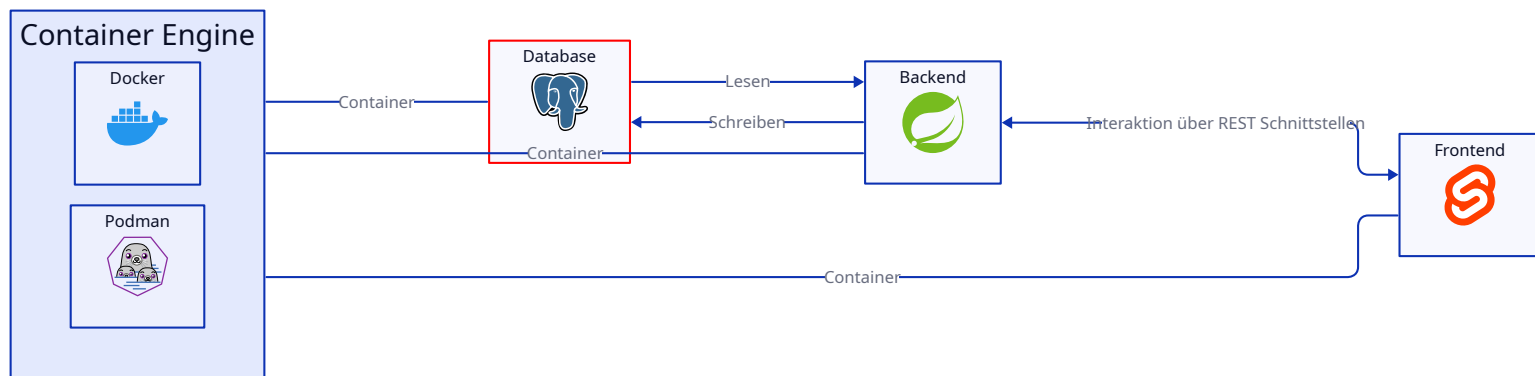 Container Engine
Docker
Podman
Container
Database
Lesen
Schreiben
Container
Backend
Interaktion über REST Schnittstellen
Frontend
Container